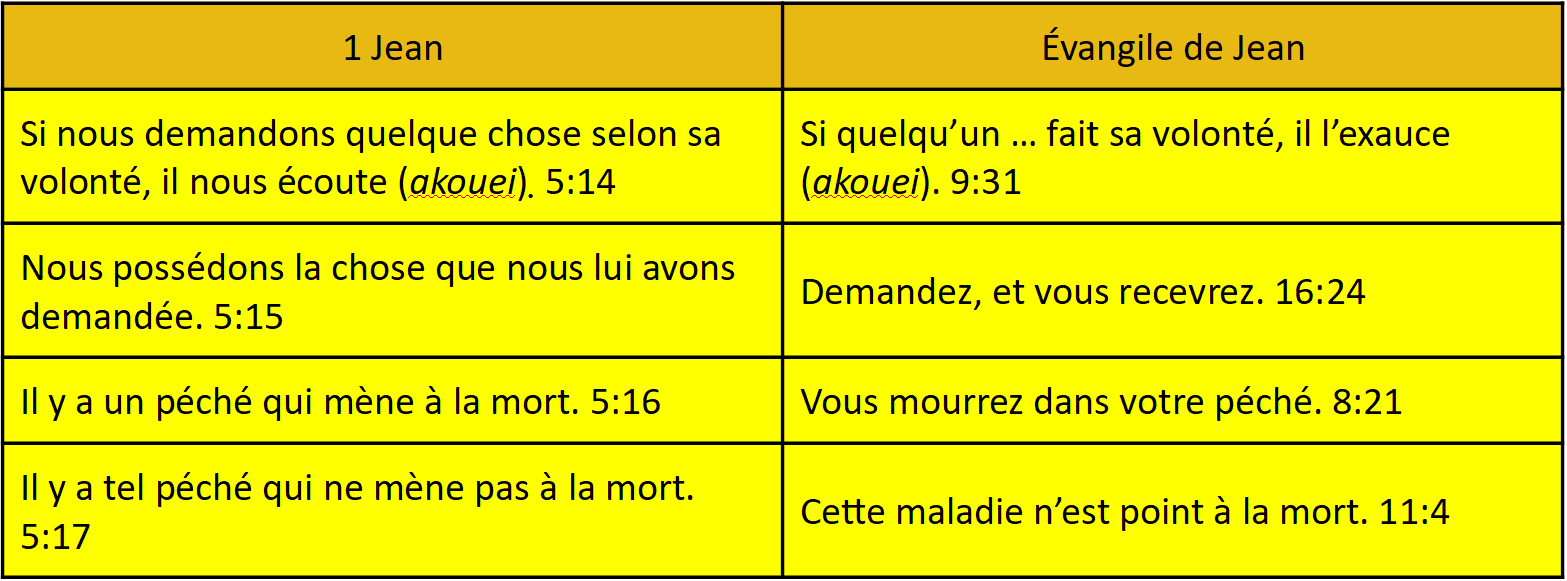 1 Jean
Évangile de Jean
Si nous demandons quelque chose selon sa
volonté, il nous écoute (akouei). 5:14
Si quelqu’un … fait sa volonté, il l’exauce
(akouei). 9:31
Nous possédons la chose que nous lui avons
demandée. 5:15
Demandez, et vous recevrez. 16:24
Il y a un péché qui mène à la mort. 5:16
Vous mourrez dans votre péché. 8:21
Il y a tel péché qui ne mène pas à la mort.
5:17
Cette maladie n’est point à la mort. 11:4